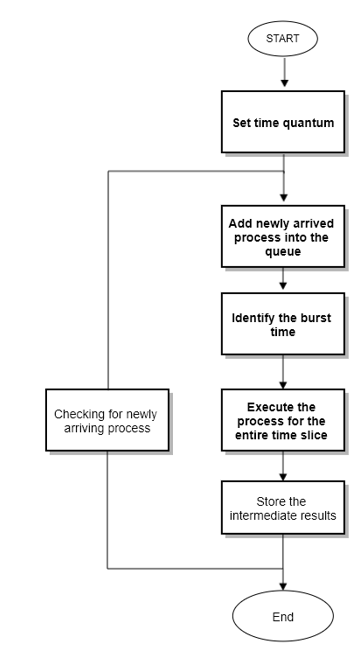 START
Set time quantum
Add newly arrived
process into the
queue
Identify the burst
time
Execute the
process for the
entire time slice
Checking for newly
arriving process
Store the
intermediate results
End